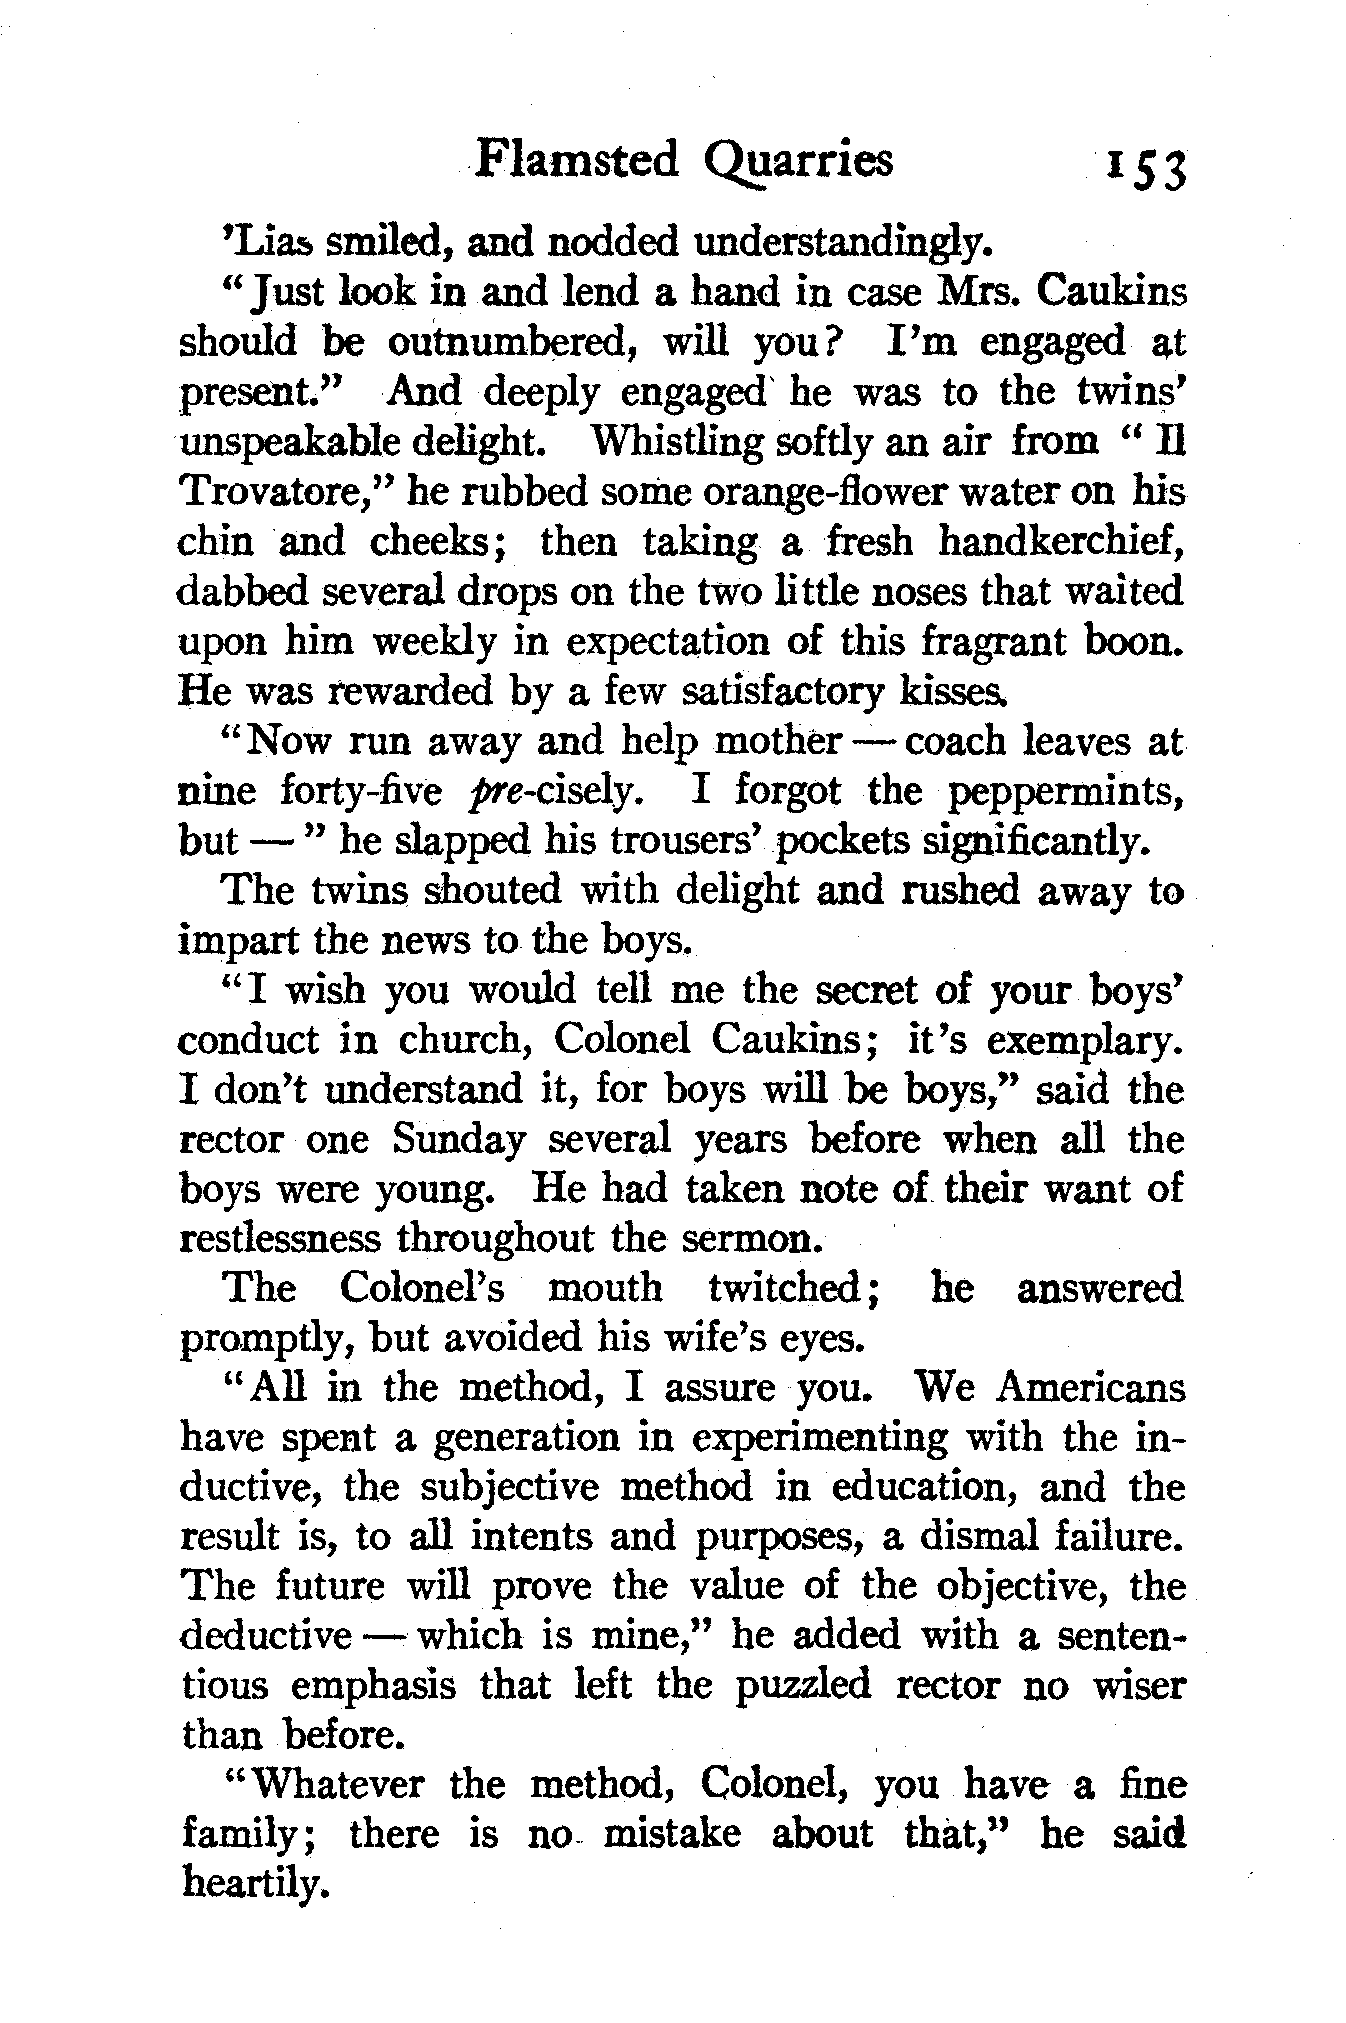 Flamsted Quarries 153
’Lias smiled, and nodded understandingly.
“Just look in and lend a hand in case Mrs. Caukins
should be outnumbered, will you? I’m engaged at
present.” And deeply engaged he was to the twins’
unspeakable delight. Whistling softly an air from “Il
Trovatore,” he rubbed some orange-flower water on his
chin and cheeks; then taking a fresh handkerchief,
dabbed several drops on the two little noses that waited
upon him weekly in expectation of this fragrant boon.
He was rewarded by a few satisfactory kisses.
“Now run away and help mother — coach leaves at
nine forty-five pre-cisely. I forgot the peppermints,
but — ” he slapped his trousers’ pockets significantly.
The twins shouted with delight and rushed away to
impart the news to the boys.
“I wish you would tell me the secret of your boys’
conduct in church, Colonel Caukins; it’s exemplary.
I don’t understand it, for boys will be boys,” said the
rector one Sunday several years before when all the
boys were young. He had taken note of their want of
restlessness throughout the sermon.
The Colonel’s mouth twitched; he answered
promptly, but avoided his wife’s eyes.
“All in the method, I assure you. We Americans
have spent a generation in experimenting with the in-
ductive, the subjective method in education, and the
result is, to all intents and purposes, a dismal failure.
The future will prove the value of the objective, the
deductive — which is mine,” he added with a senten-
tious emphasis that left the puzzled rector no wiser
than before.
“Whatever the method, Colonel, you have a fine
family; there is no mistake about that,” he said
heartily.